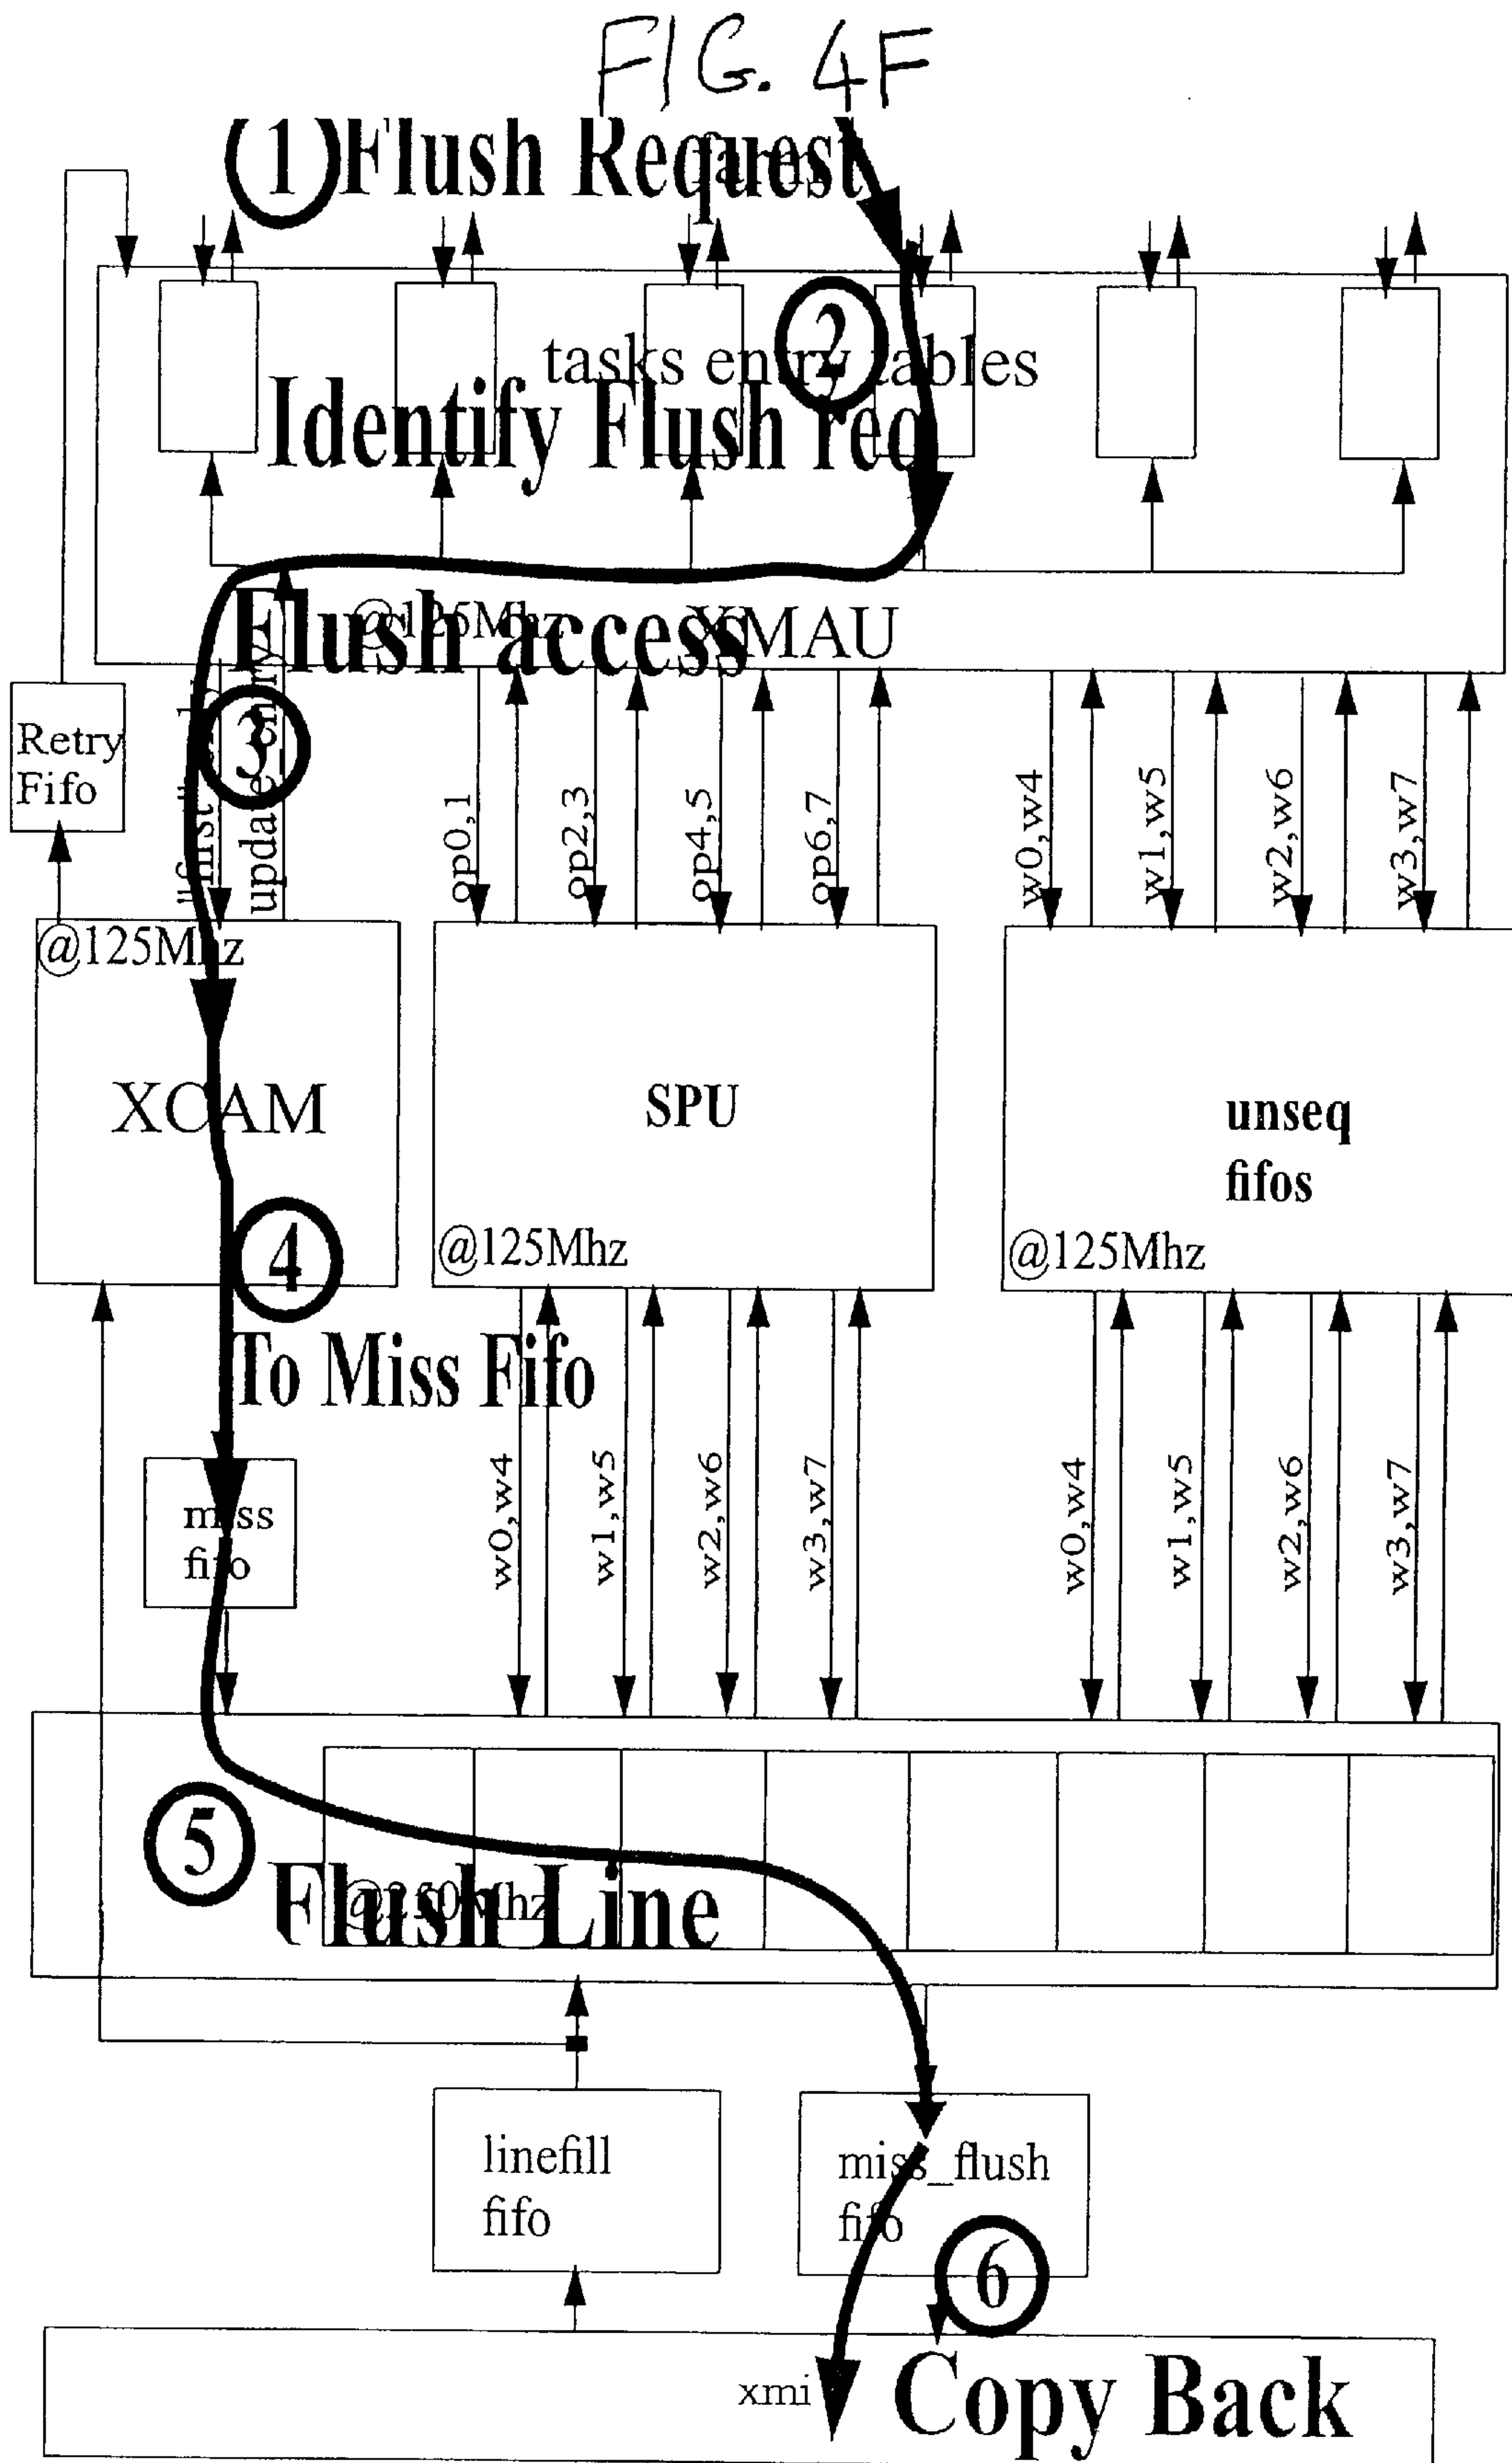 FIG. 4F
1 Flush Request
2
tasks entry tables
Identify Flush req
Flush access
@125Mhz
XMAU
3
Retry
Fifo
"first"
update entry
op0,1
op2,3
op4,5
op6,7
w0,w4
w1,w5
w2,w6
w3,w7
@125Mhz
XCAM
SPU
unseq
fifos
4
@125Mhz
@125Mhz
To Miss Fifo
miss
fifo
w0,w4
w1,w5
w2,w6
w3,w7
w0,w4
w1,w5
w2,w6
w3,w7
5
Flush Line
@250Mhz
linefill
fifo
miss_flush
fifo
6
xmi
Copy Back